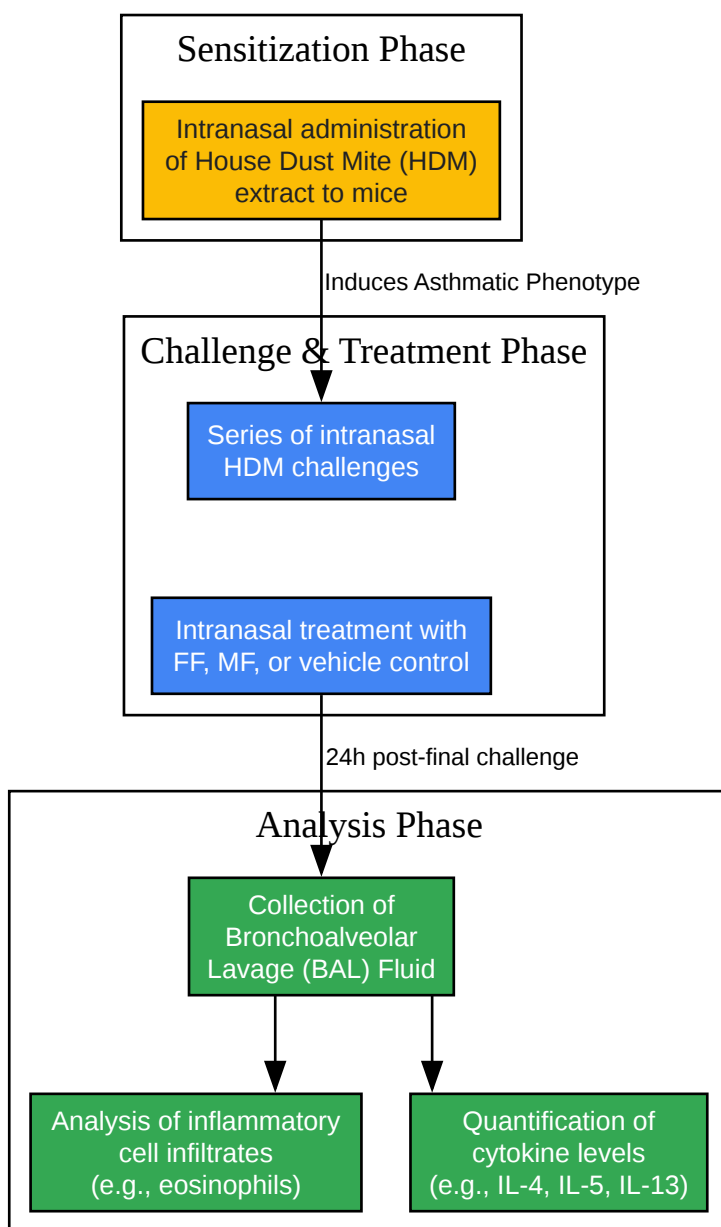 Sensitization Phase
Intranasal administration
of House Dust Mite (HDM)
extract to mice
Induces Asthmatic Phenotype
Challenge & Treatment Phase
Series of intranasal
HDM challenges
Intranasal treatment with
FF, MF, or vehicle control
24h post-final challenge
Analysis Phase
Collection of
Bronchoalveolar
Lavage (BAL) Fluid
Analysis of inflammatory
cell infiltrates
(e.g., eosinophils)
Quantification of
cytokine levels
(e.g., IL-4, IL-5, IL-13)